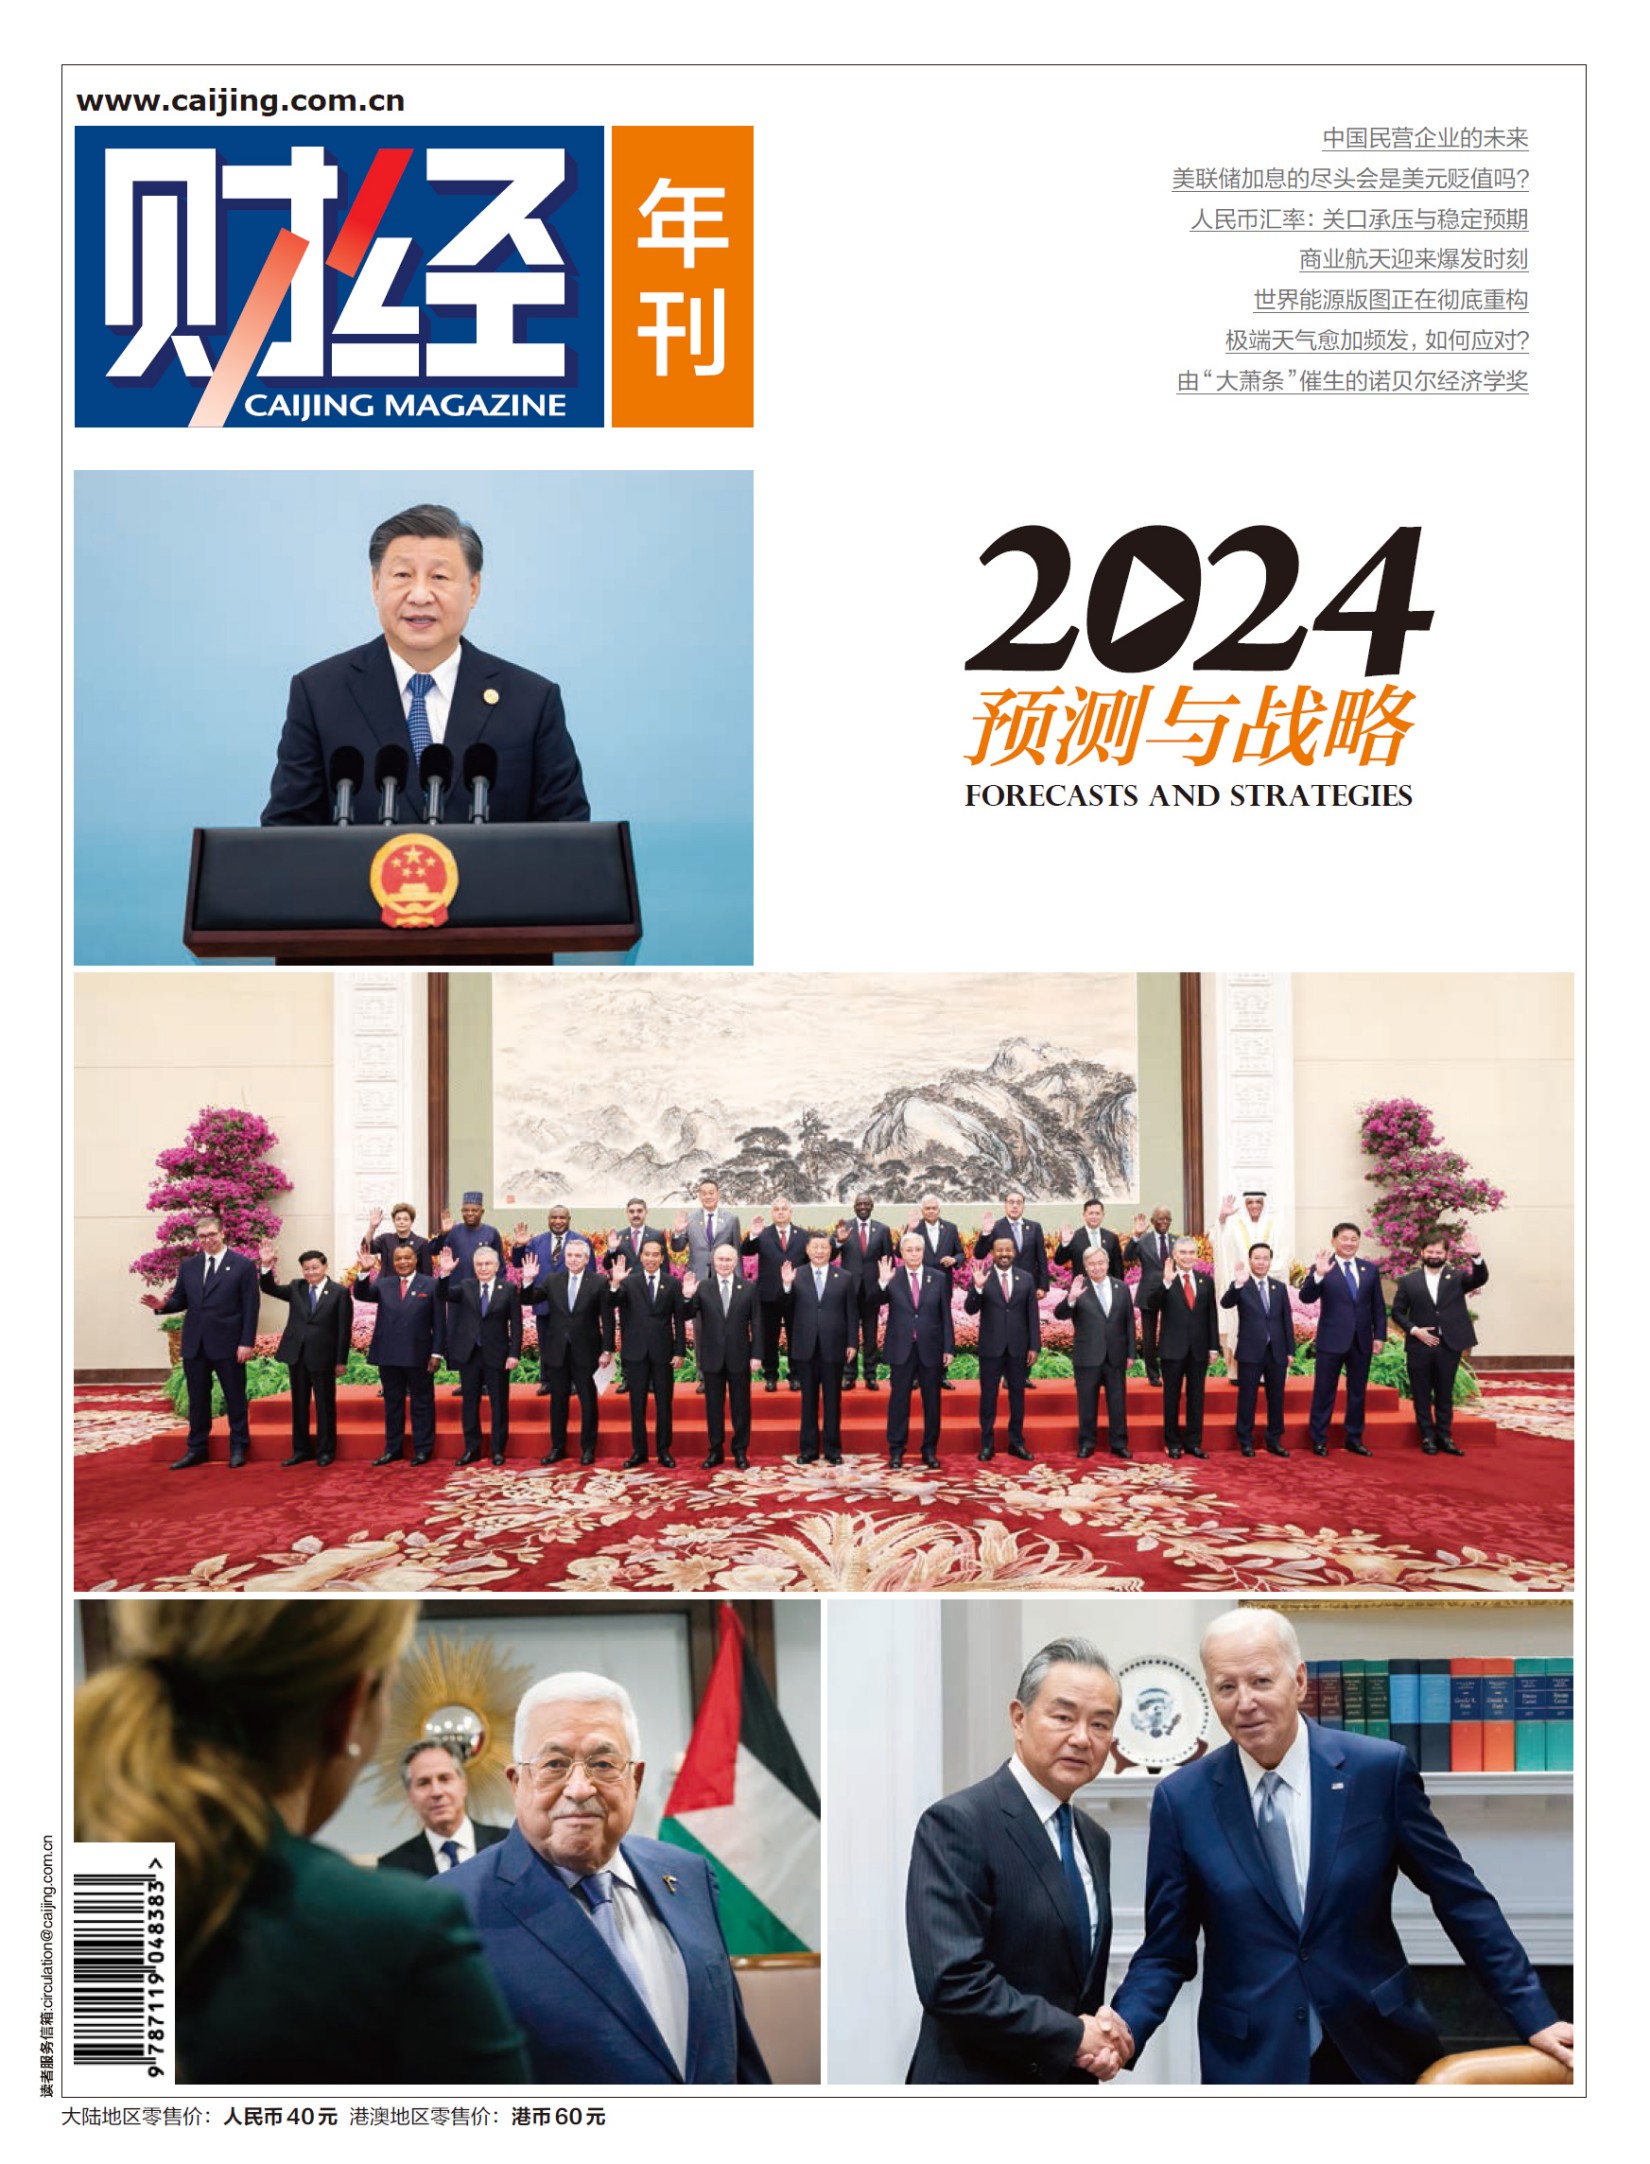 www.caijing.com.cn
财经
CAIJING MAGAZINE
年
刊
中国民营企业的未来
美联储加息的尽头会是美元贬值吗?
人民币汇率：关口承压与稳定预期
商业航天迎来爆发时刻
世界能源版图正在彻底重构
极端天气愈加频发，如何应对?
由“大萧条”催生的诺贝尔经济学奖
2024
预测与战略
FORECASTS AND STRATEGIES
读者服务信箱:circulation@caijing.com.cn
9 787119 048383 >
大陆地区零售价：人民币40元 港澳地区零售价：港币60元